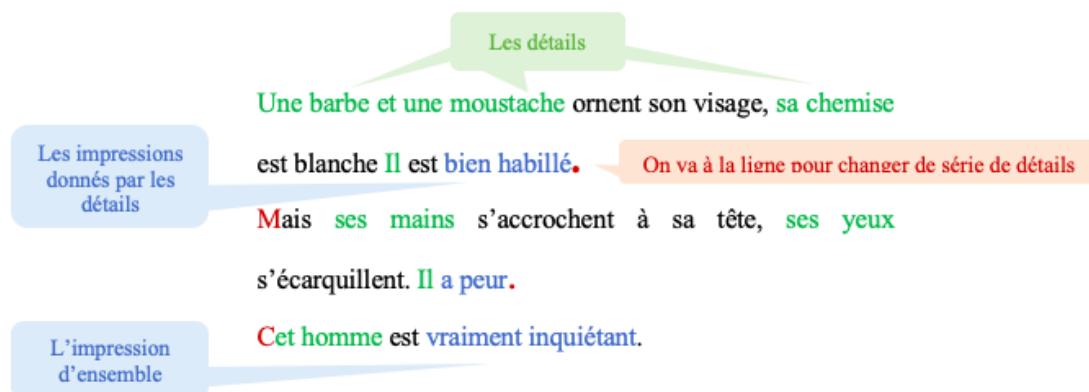 Les détails
Une barbe et une moustache ornent son visage, sa chemise
est blanche Il est bien habillé.
Les impressions
donnés par les
détails
On va à la ligne pour changer de série de détails
Mais ses mains s’accrochent à sa tête, ses yeux
s’écarquillent. Il a peur.
Cet homme est vraiment inquiétant.
L’impression
d’ensemble